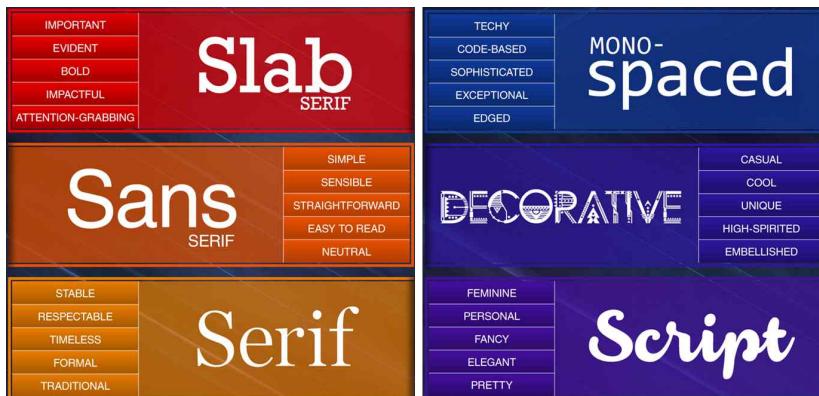 IMPORTANT
EVIDENT
BOLD
IMPACTFUL
ATTENTION-GRABBING
Slab
SERIF
TECHY
CODE-BASED
SOPHISTICATED
EXCEPTIONAL
EDGED
MONO-
spaced
Sans
SERIF
SIMPLE
SENSIBLE
STRAIGHTFORWARD
EASY TO READ
NEUTRAL
DECORATIVE
CASUAL
COOL
UNIQUE
HIGH-SPIRITED
EMBELLISHED
STABLE
RESPECTABLE
TIMELESS
FORMAL
TRADITIONAL
Serif
FEMININE
PERSONAL
FANCY
ELEGANT
PRETTY
Script